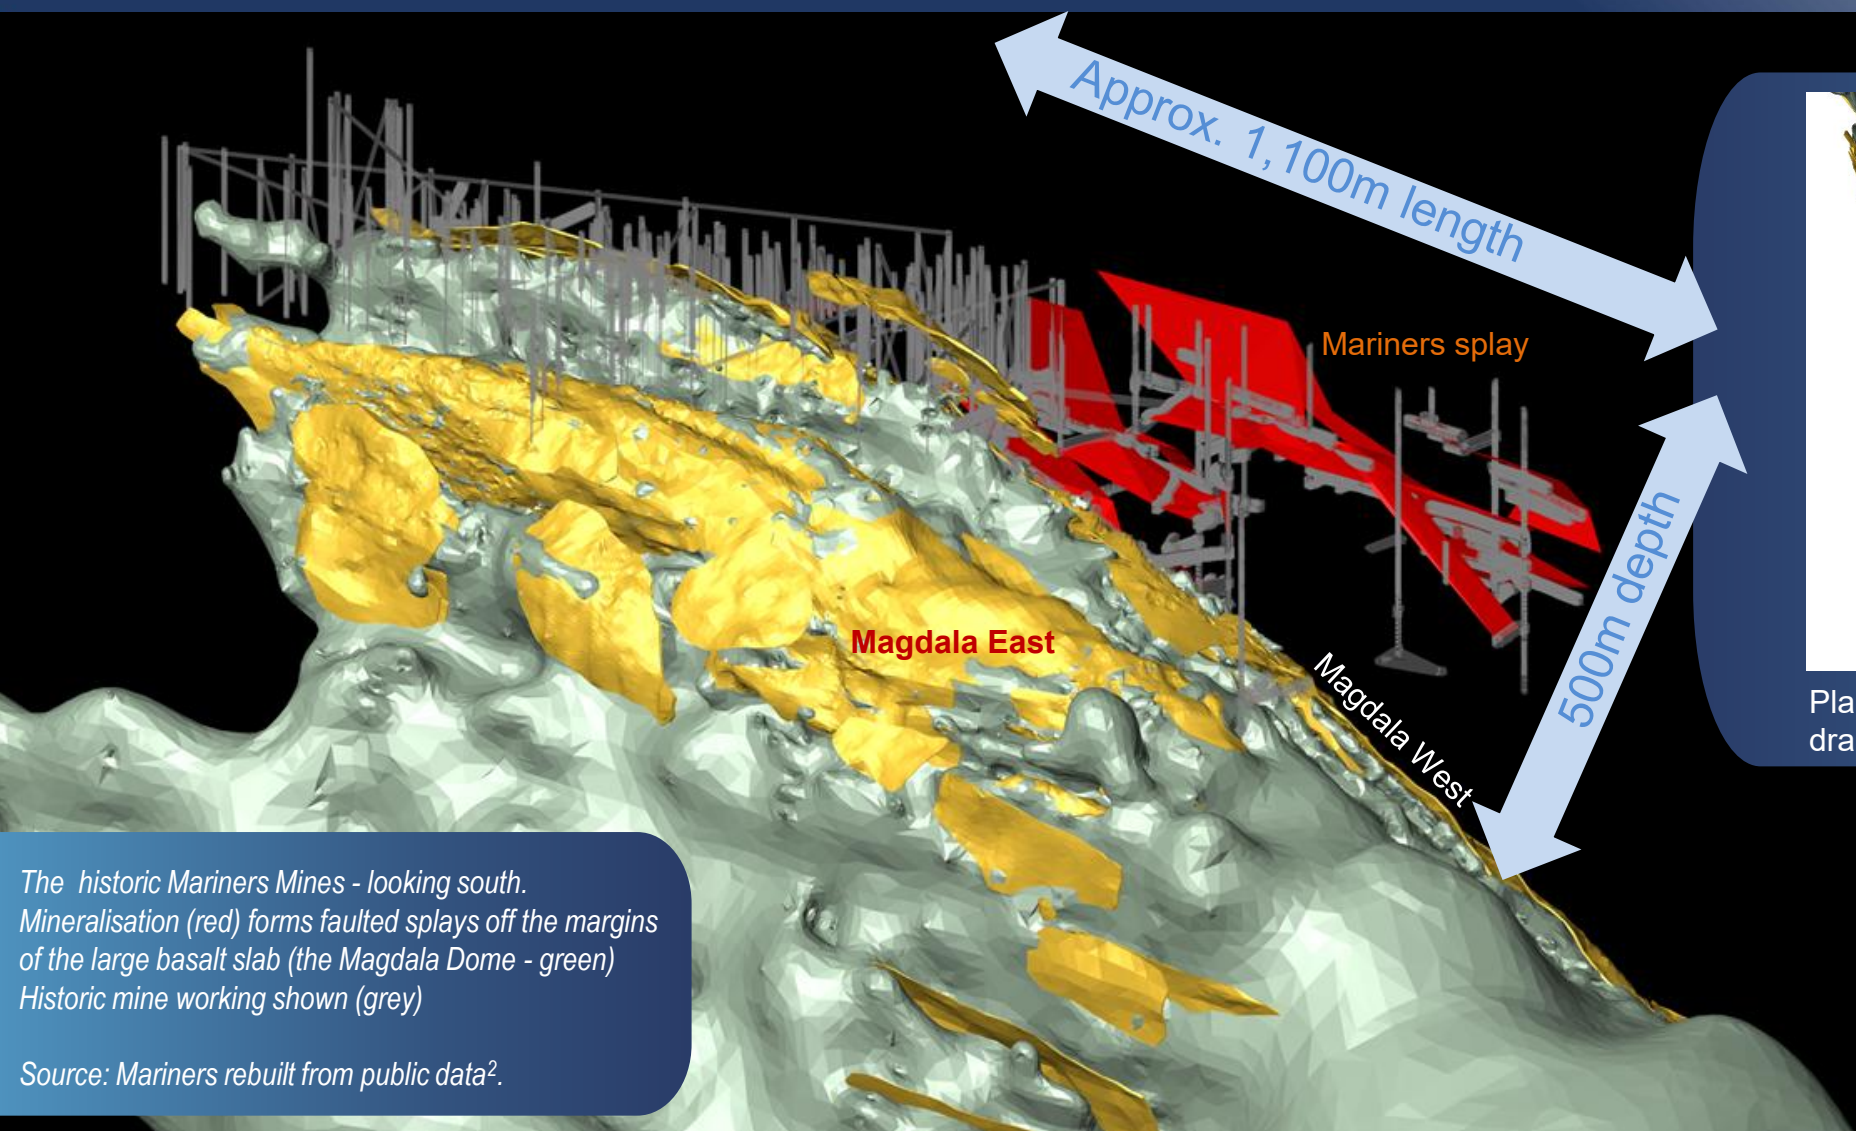 Approx. 1,100m length
Mariners splay
500m depth
Magdala East
Magdala West
Pla
dra
The historic Mariners Mines - looking south.
Mineralisation (red) forms faulted splays off the margins
of the large basalt slab (the Magdala Dome - green)
Historic mine working shown (grey)
Source: Mariners rebuilt from public data².